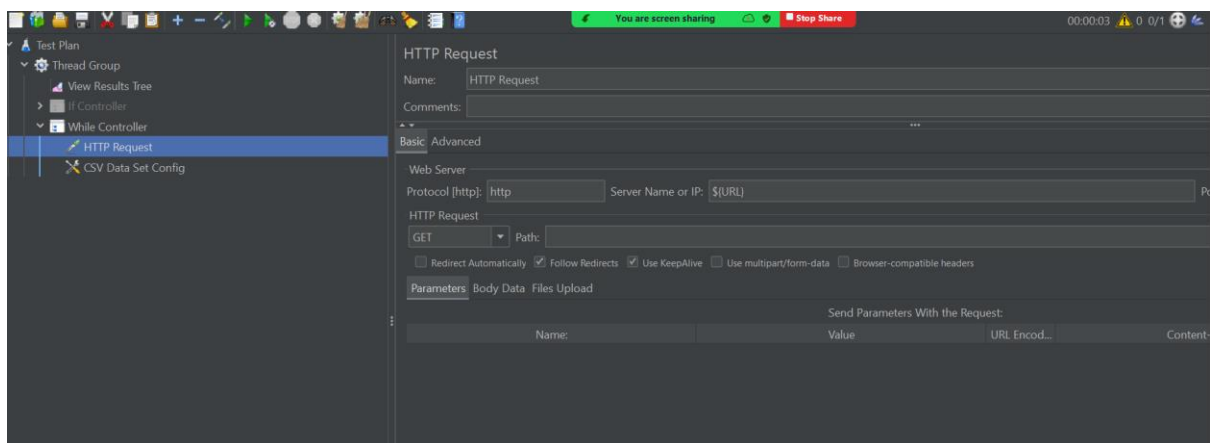 You are screen sharing
Stop Share
00:00:03 0 0/1
Test Plan
Thread Group
View Results Tree
If Controller
While Controller
HTTP Request
CSV Data Set Config
HTTP Request
Name: HTTP Request
Comments:
Basic Advanced
Web Server
Protocol [http]: http Server Name or IP: ${URL} Po
HTTP Request
GET Path:
Redirect Automatically Follow Redirects Use KeepAlive Use multipart/form-data Browser-compatible headers
Parameters Body Data Files Upload
Send Parameters With the Request:
Name: Value URL Encod... Content-